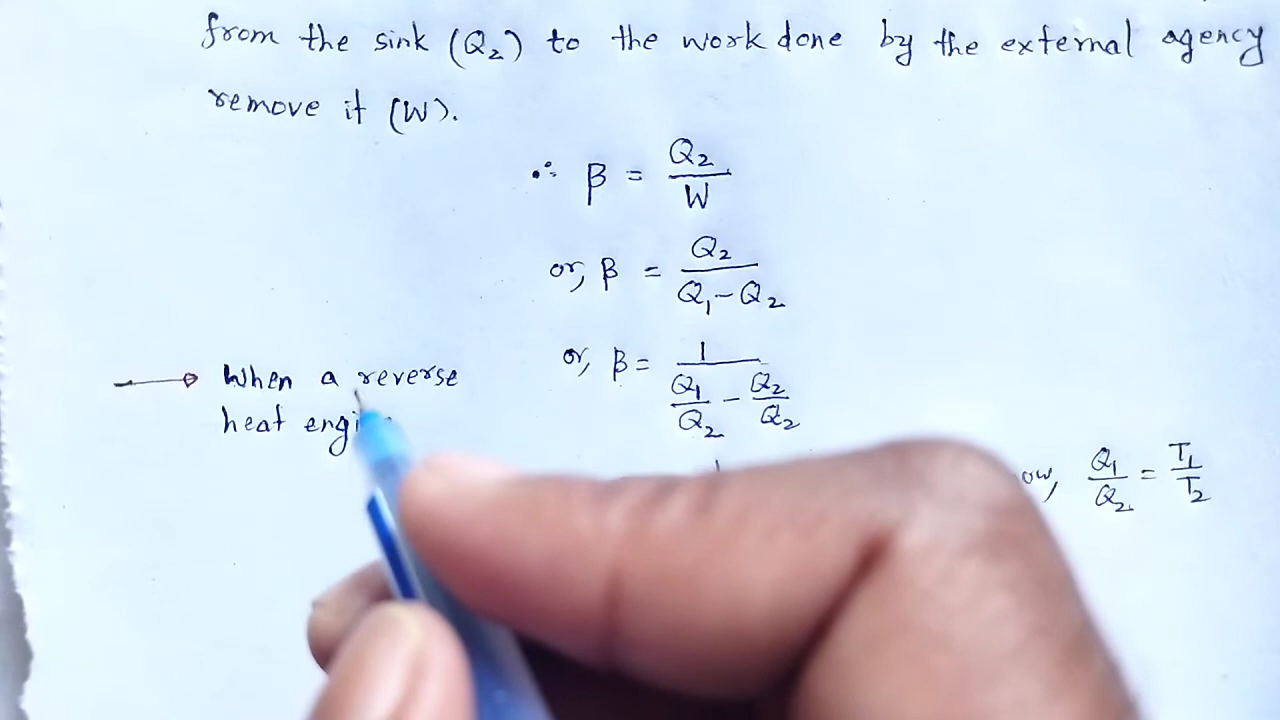 from the sink (Q₂) to the work done by the external agency
remove it (W).
∴ β = Q₂/W
or, β = Q₂/(Q₁-Q₂)
or, β = 1/(Q₁/Q₂ - Q₂/Q₂)
When a reverse
heat
Q₁/Q₂ = T₁/T₂